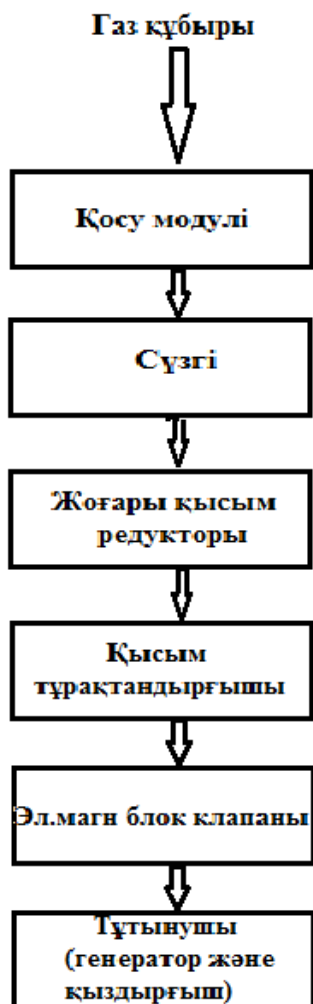 Газ құбыры
Қосу модулі
Сүзгі
Жоғары қысым
редукторы
Қысым
тұрақтандырғышы
Эл.магн блок клапаны
Тұтынушы
(генератор және
қыздырғыш)